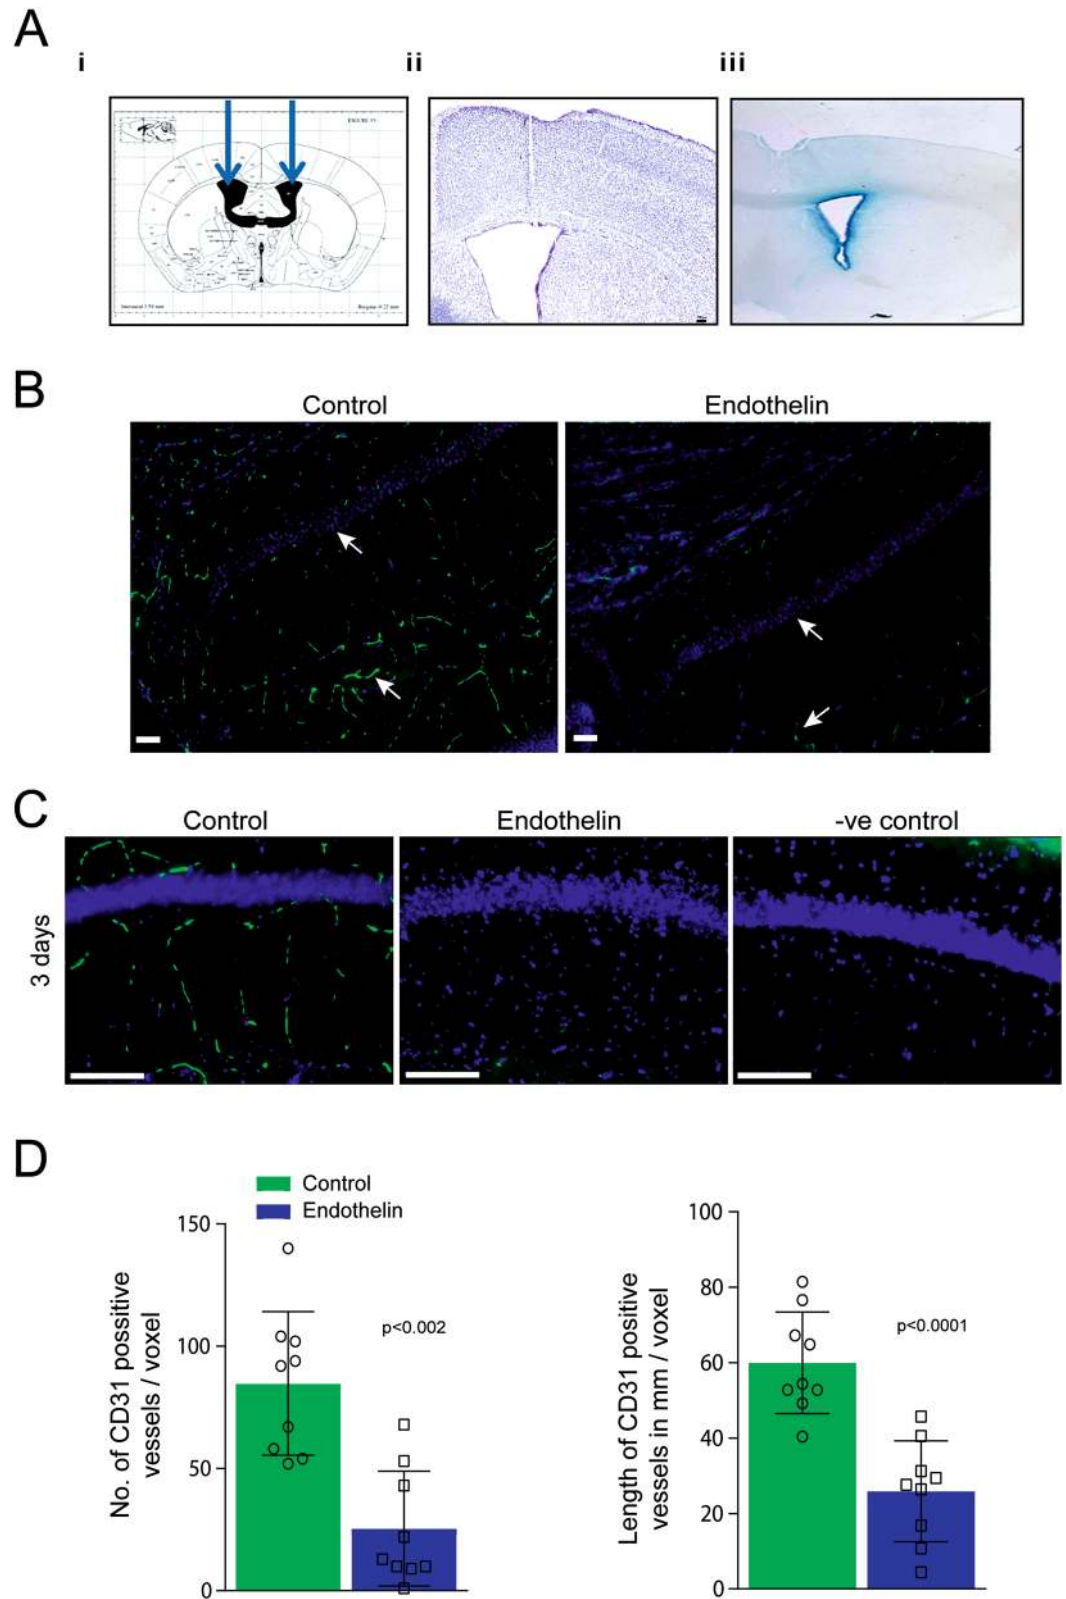 A
i
ii
iii
B
Control
Endothelin
C
Control
Endothelin
-ve control
3 days
D
Control
Endothelin
No. of CD31 possitive
vessels / voxel
150
100
50
0
p<0.002
Length of CD31 positive
vesssels in mm / voxel
100
80
60
40
20
0
p<0.0001